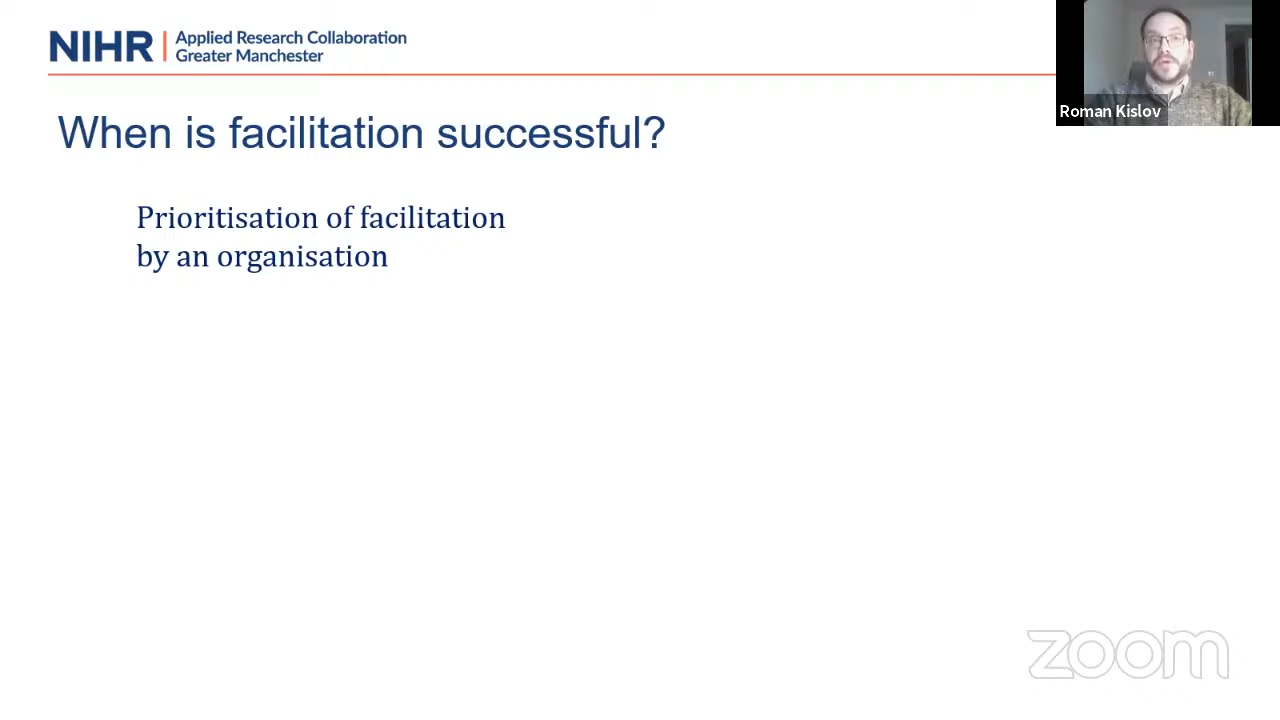 NIHR | Applied Research Collaboration
Greater Manchester
Roman Kislov
When is facilitation successful?
Prioritisation of facilitation
by an organisation
zoom